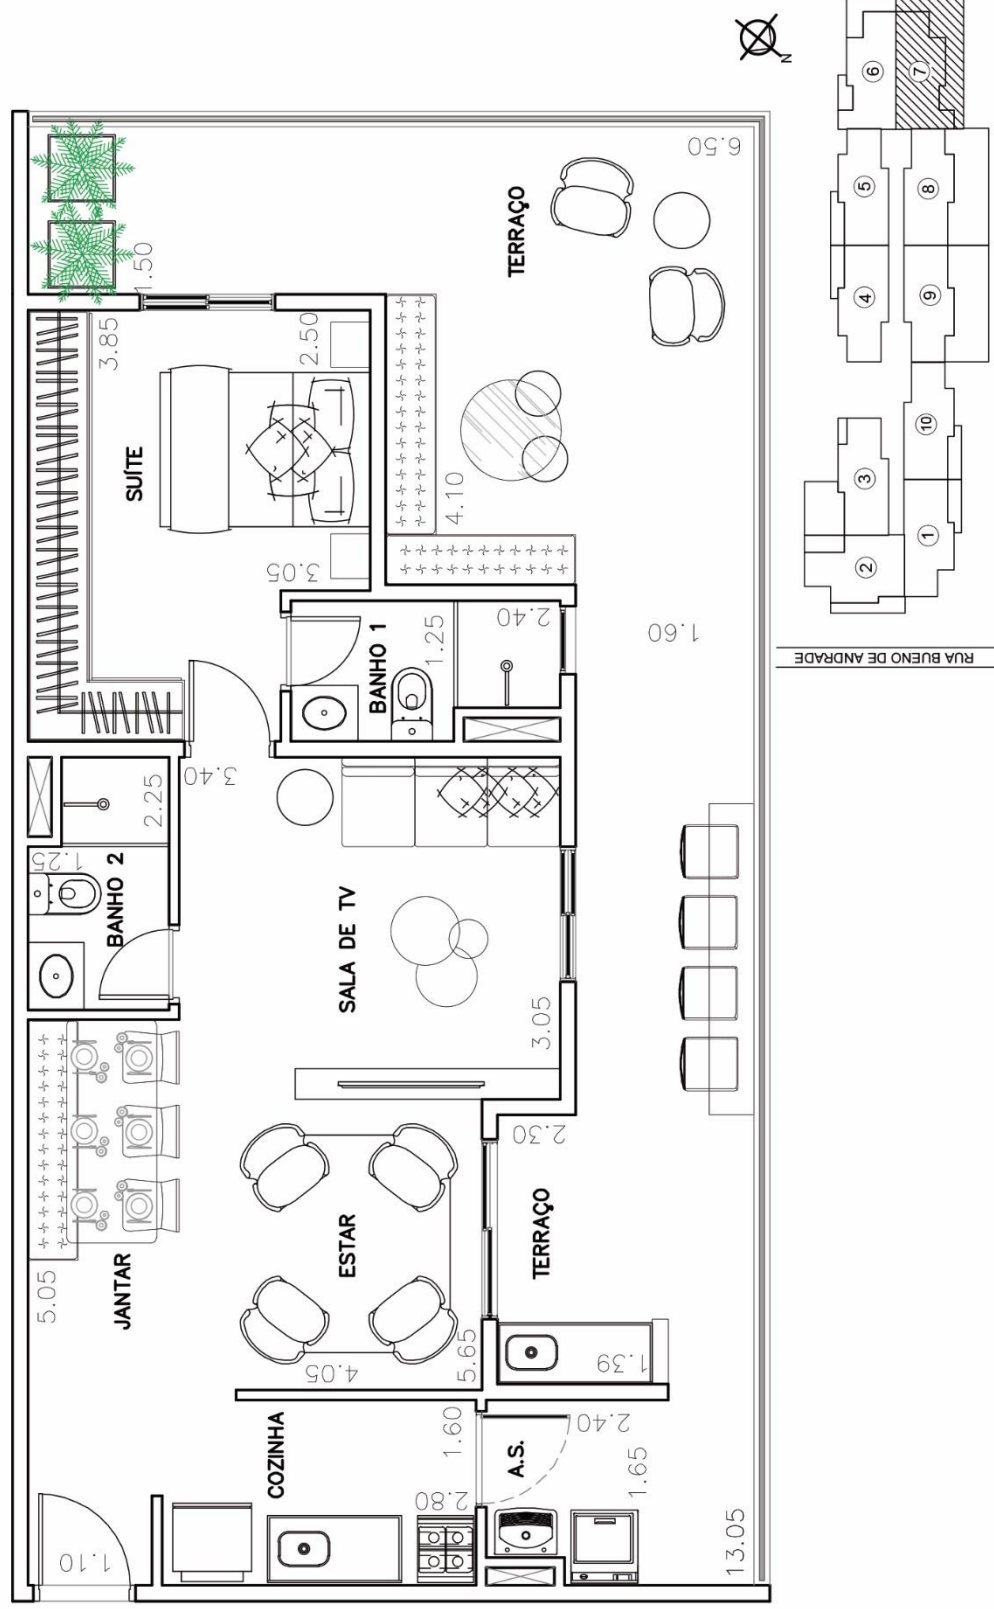 N
6
7
5
8
4
9
3
10
2
1
RUA BUENO DE ANDRADE
6.50
TERRAÇO
1.50
3.85
2.50
SUÍTE
3.05
4.10
BANHO 1
1.25
2.40
1.60
3.40
2.25
1.25
BANHO 2
SALA DE TV
3.05
2.30
TERRAÇO
ESTAR
JANTAR
5.05
4.05
5.65
1.39
COZINHA
1.60
2.80
A.S.
2.40
1.65
1.10
13.05